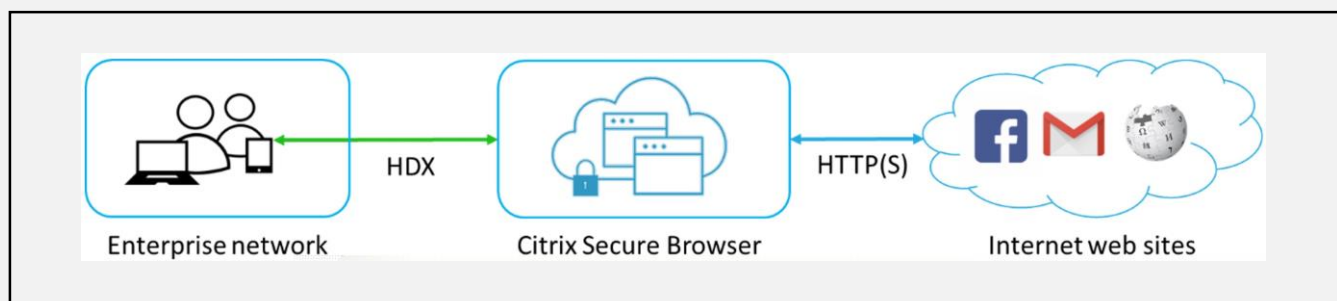 HDX
HTTP(S)
Enterprise network
Citrix Secure Browser
Internet web sites